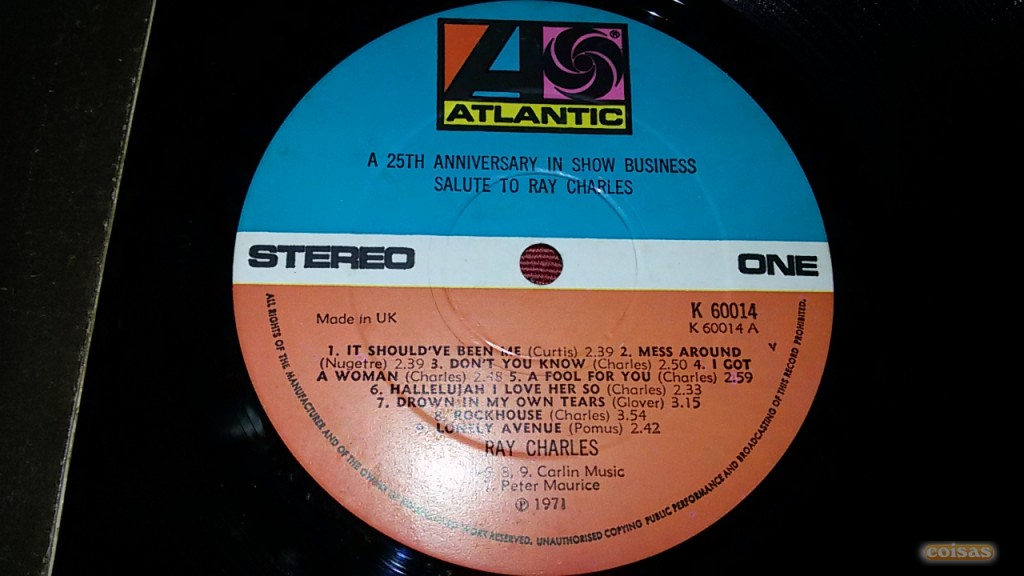 ATLANTIC
®
A 25TH ANNIVERSARY IN SHOW BUSINESS
SALUTE TO RAY CHARLES
STEREO
ONE
Made in UK
K 60014
K 60014 A
1. IT SHOULD'VE BEEN ME (Curtis) 2.39 2. MESS AROUND
(Nugetre) 2.39 3. DON'T YOU KNOW (Charles) 2.50 4. I GOT
A WOMAN (Charles) 2.48 5. A FOOL FOR YOU (Charles) 2.59
6. HALLELUJAH I LOVE HER SO (Charles) 2.33
7. DROWN IN MY OWN TEARS (Glover) 3.15
8. ROCKHOUSE (Charles) 3.54
LONELY AVENUE (Pomus) 2.42
RAY CHARLES
8, 9. Carlin Music
7. Peter Maurice
℗ 1971
ALL RIGHTS OF THE MANUFACTURER AND OF THE OWNER OF THE RECORDED WORK RESERVED. UNAUTHORISED COPYING PUBLIC PERFORMANCE AND BROADCASTING OF THIS RECORD PROHIBITED.
coisas